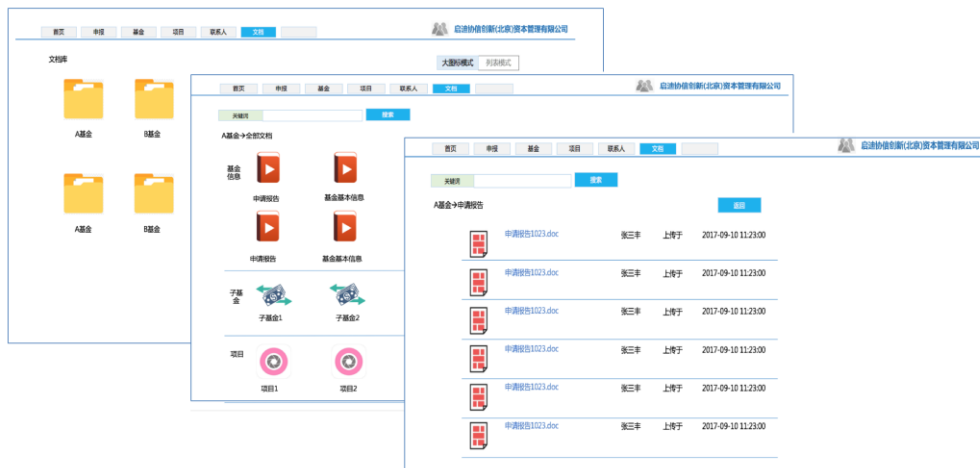 首页 申报 基金 项目 联系人 文档
启迪协信创新(北京)资本管理有限公司
文档库
大图标模式 列表模式
A基金 B基金
A基金 B基金
首页 申报 基金 项目 联系人 文档
启迪协信创新(北京)资本管理有限公司
关键词 搜索
A基金→全部文档
基金信息
申请报告 基金基本信息
申请报告 基金基本信息
子基金
子基金1 子基金2
项目
项目1 项目2
首页 申报 基金 项目 联系人 文档
启迪协信创新(北京)资本管理有限公司
关键词 搜索
A基金→申请报告 返回
申请报告1023.doc 张三丰 上传于 2017-09-10 11:23:00
申请报告1023.doc 张三丰 上传于 2017-09-10 11:23:00
申请报告1023.doc 张三丰 上传于 2017-09-10 11:23:00
申请报告1023.doc 张三丰 上传于 2017-09-10 11:23:00
申请报告1023.doc 张三丰 上传于 2017-09-10 11:23:00
申请报告1023.doc 张三丰 上传于 2017-09-10 11:23:00